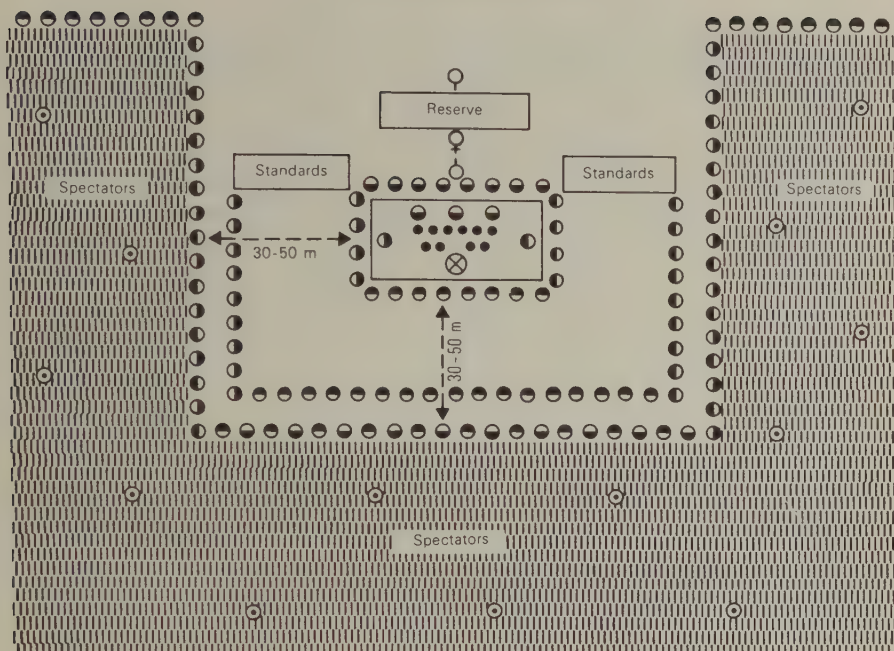 Reserve
Standards
Standards
Spectators
Spectators
30-50 m
30-50 m
Spectators